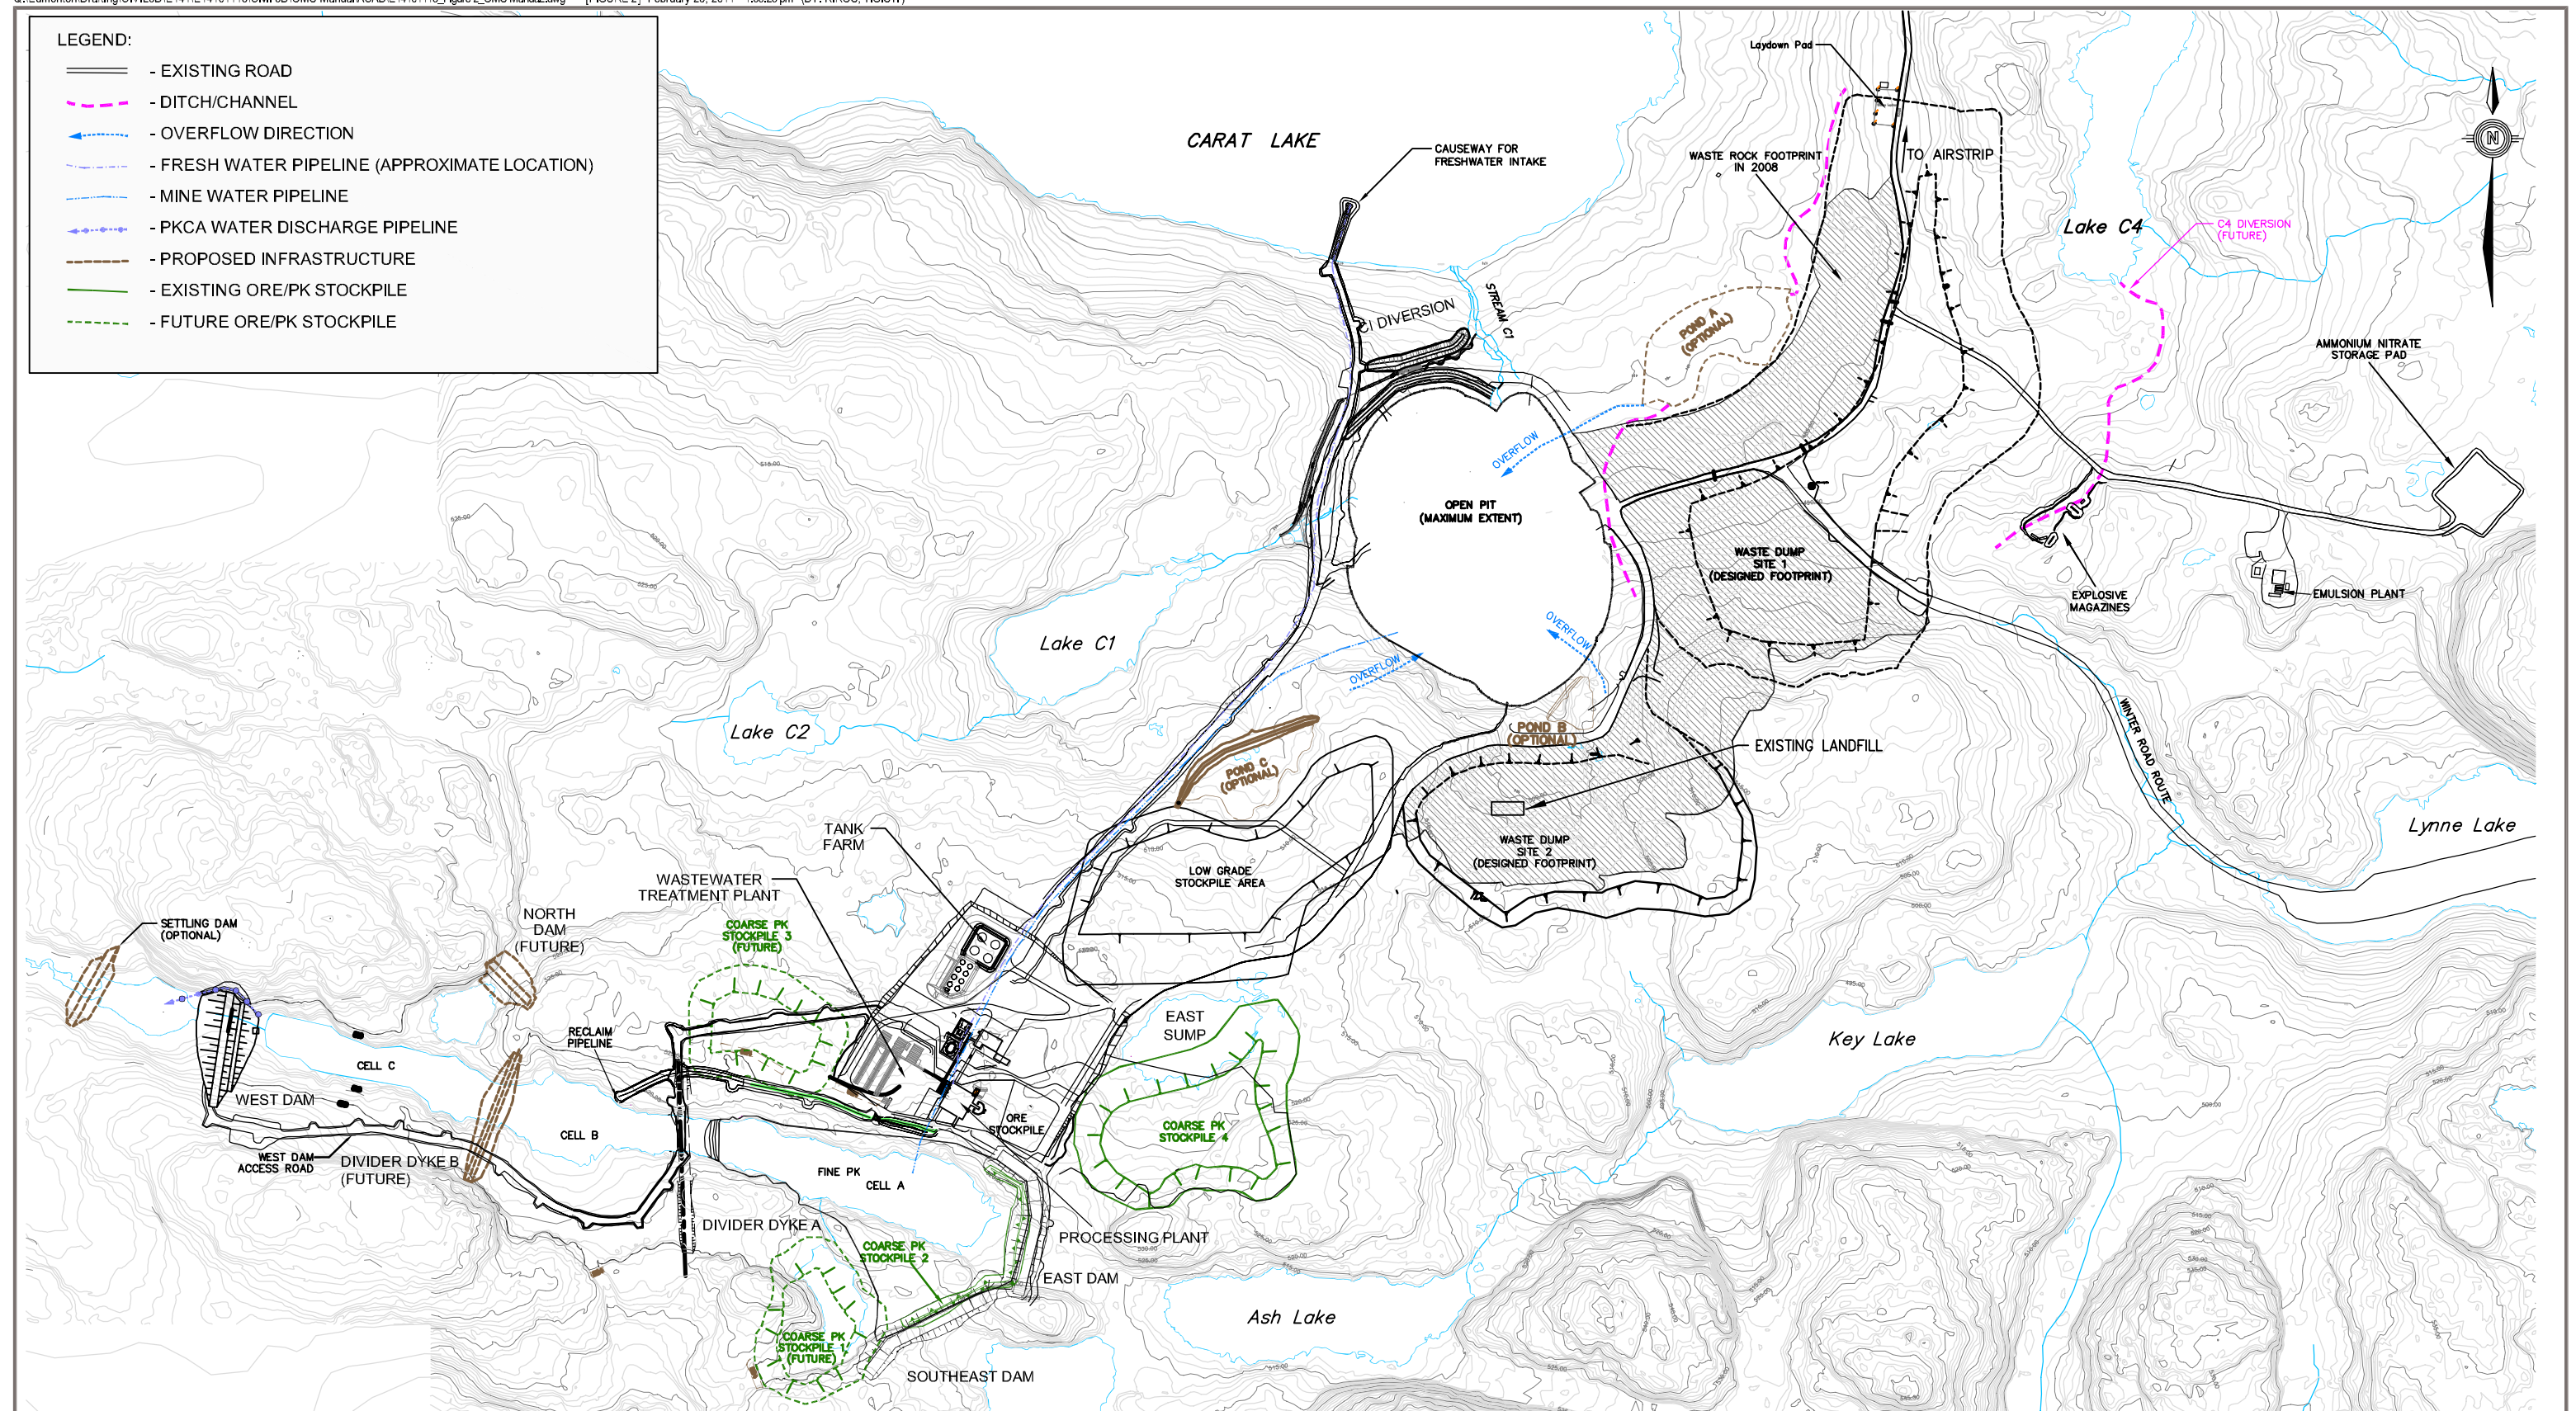 LEGEND:
- EXISTING ROAD
- DITCH/CHANNEL
- OVERFLOW DIRECTION
- FRESH WATER PIPELINE (APPROXIMATE LOCATION)
- MINE WATER PIPELINE
- PKCA WATER DISCHARGE PIPELINE
- PROPOSED INFRASTRUCTURE
- EXISTING ORE/PK STOCKPILE
- FUTURE ORE/PK STOCKPILE
Laydown Pad
CARAT LAKE
CAUSEWAY FOR
FRESHWATER INTAKE
WASTE ROCK FOOTPRINT
IN 2008
TO AIRSTRIP
N
Lake C4
C4 DIVERSION
(FUTURE)
STREAM C1
CI DIVERSION
POND A
(OPTIONAL)
AMMONIUM NITRATE
STORAGE PAD
OVERFLOW
OPEN PIT
(MAXIMUM EXTENT)
WASTE DUMP
SITE 1
(DESIGNED FOOTPRINT)
EXPLOSIVE
MAGAZINES
EMULSION PLANT
Lake C1
OVERFLOW
OVERFLOW
Lake C2
POND B
(OPTIONAL)
EXISTING LANDFILL
WINTER ROAD ROUTE
POND C
(OPTIONAL)
TANK
FARM
Lynne Lake
WASTE DUMP
SITE 2
(DESIGNED FOOTPRINT)
LOW GRADE
STOCKPILE AREA
WASTEWATER
TREATMENT PLANT
SETTLING DAM
(OPTIONAL)
NORTH
DAM
(FUTURE)
COARSE PK
STOCKPILE 3
(FUTURE)
EAST
SUMP
RECLAIM
PIPELINE
Key Lake
CELL C
WEST DAM
CELL B
ORE
STOCKPILE
COARSE PK
STOCKPILE 4
WEST DAM
ACCESS ROAD
DIVIDER DYKE B
(FUTURE)
FINE PK
CELL A
DIVIDER DYKE A
PROCESSING PLANT
COARSE PK
STOCKPILE 2
EAST DAM
Ash Lake
COARSE PK
STOCKPILE 1
(FUTURE)
SOUTHEAST DAM